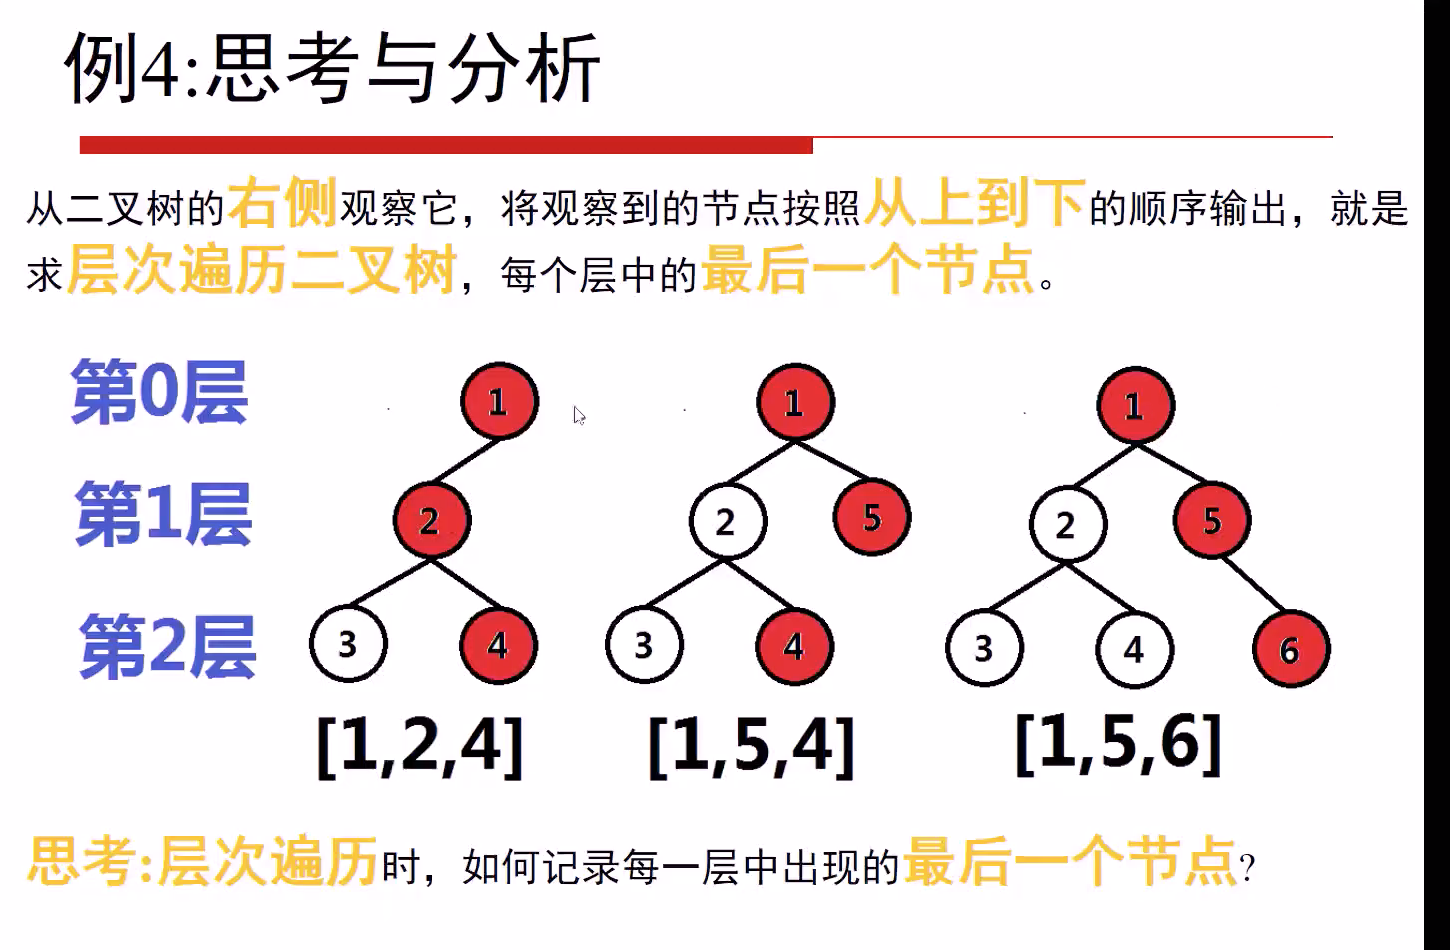 例4:思考与分析
从二叉树的右侧观察它，将观察到的节点按照从上到下的顺序输出，就是
求层次遍历二叉树，每个层中的最后一个节点。
第0层
1
1
1
第1层
2
2
5
2
5
第2层
3
4
3
4
3
4
6
[1,2,4]
[1,5,4]
[1,5,6]
思考:层次遍历时，如何记录每一层中出现的最后一个节点?